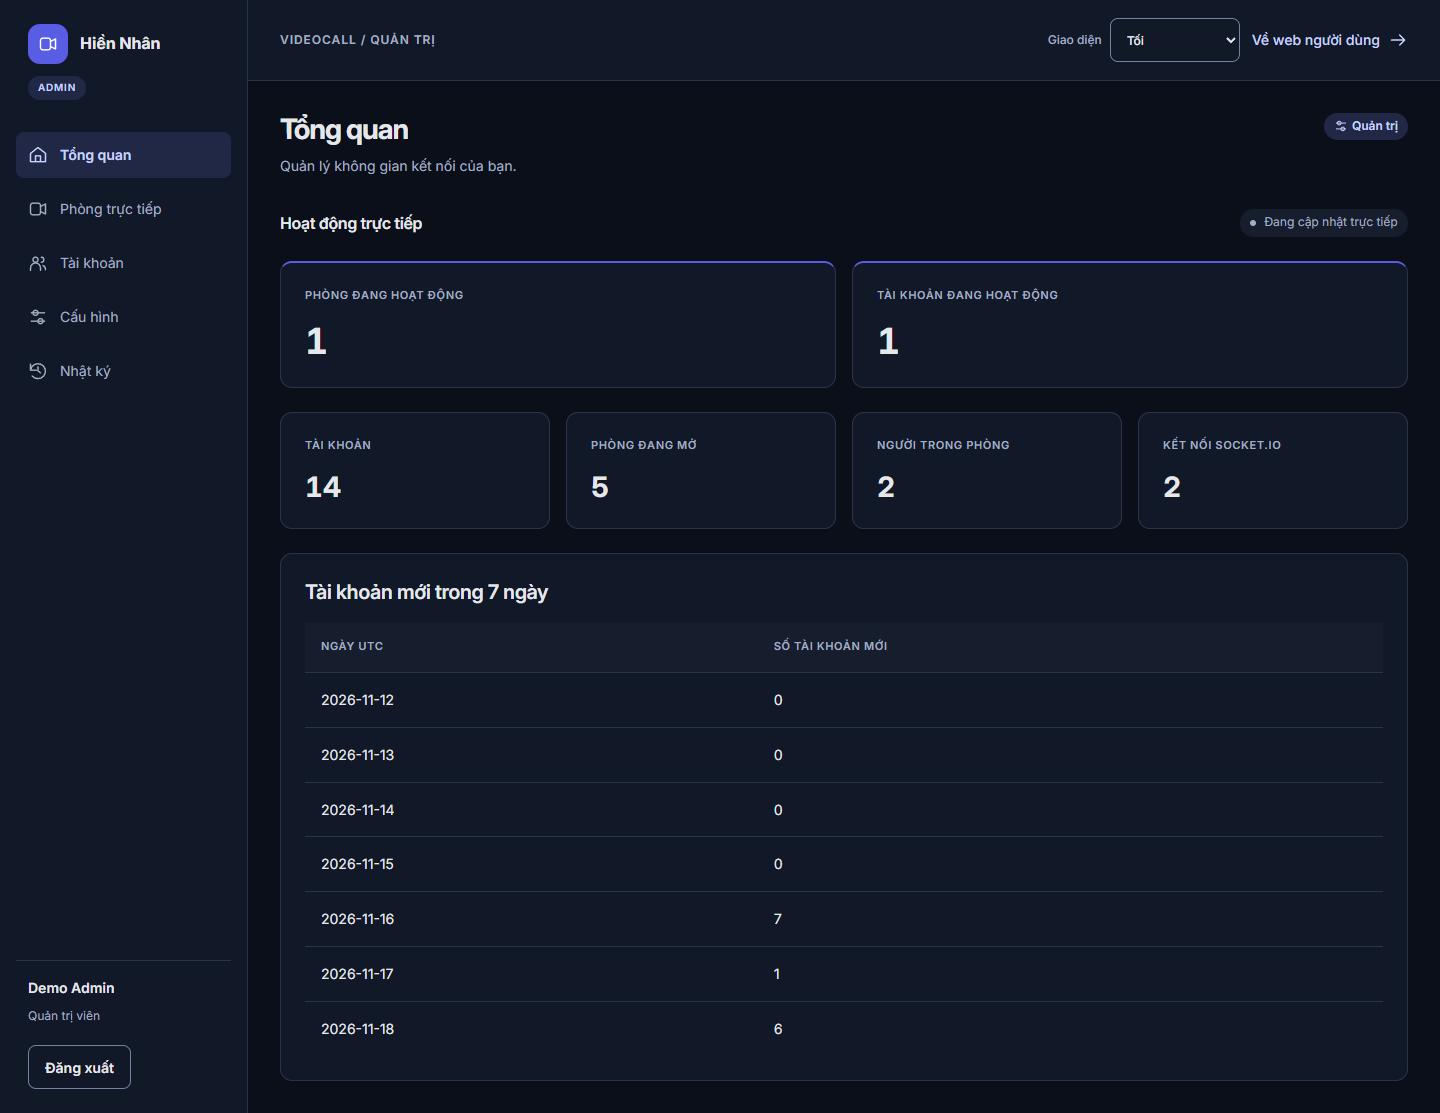 Hiền Nhân
ADMIN
Tổng quan
Phòng trực tiếp
Tài khoản
Cấu hình
Nhật ký
Demo Admin
Quản trị viên
Đăng xuất
VIDEOCALL / QUẢN TRỊ
Giao diện
Tối
Về web người dùng
Tổng quan
Quản trị
Quản lý không gian kết nối của bạn.
Hoạt động trực tiếp
Đang cập nhật trực tiếp
PHÒNG ĐANG HOẠT ĐỘNG
1
TÀI KHOẢN ĐANG HOẠT ĐỘNG
1
TÀI KHOẢN
14
PHÒNG ĐANG MỞ
5
NGƯỜI TRONG PHÒNG
2
KẾT NỐI SOCKET.IO
2
Tài khoản mới trong 7 ngày
NGÀY UTC SỐ TÀI KHOẢN MỚI
2026-11-12 0
2026-11-13 0
2026-11-14 0
2026-11-15 0
2026-11-16 7
2026-11-17 1
2026-11-18 6